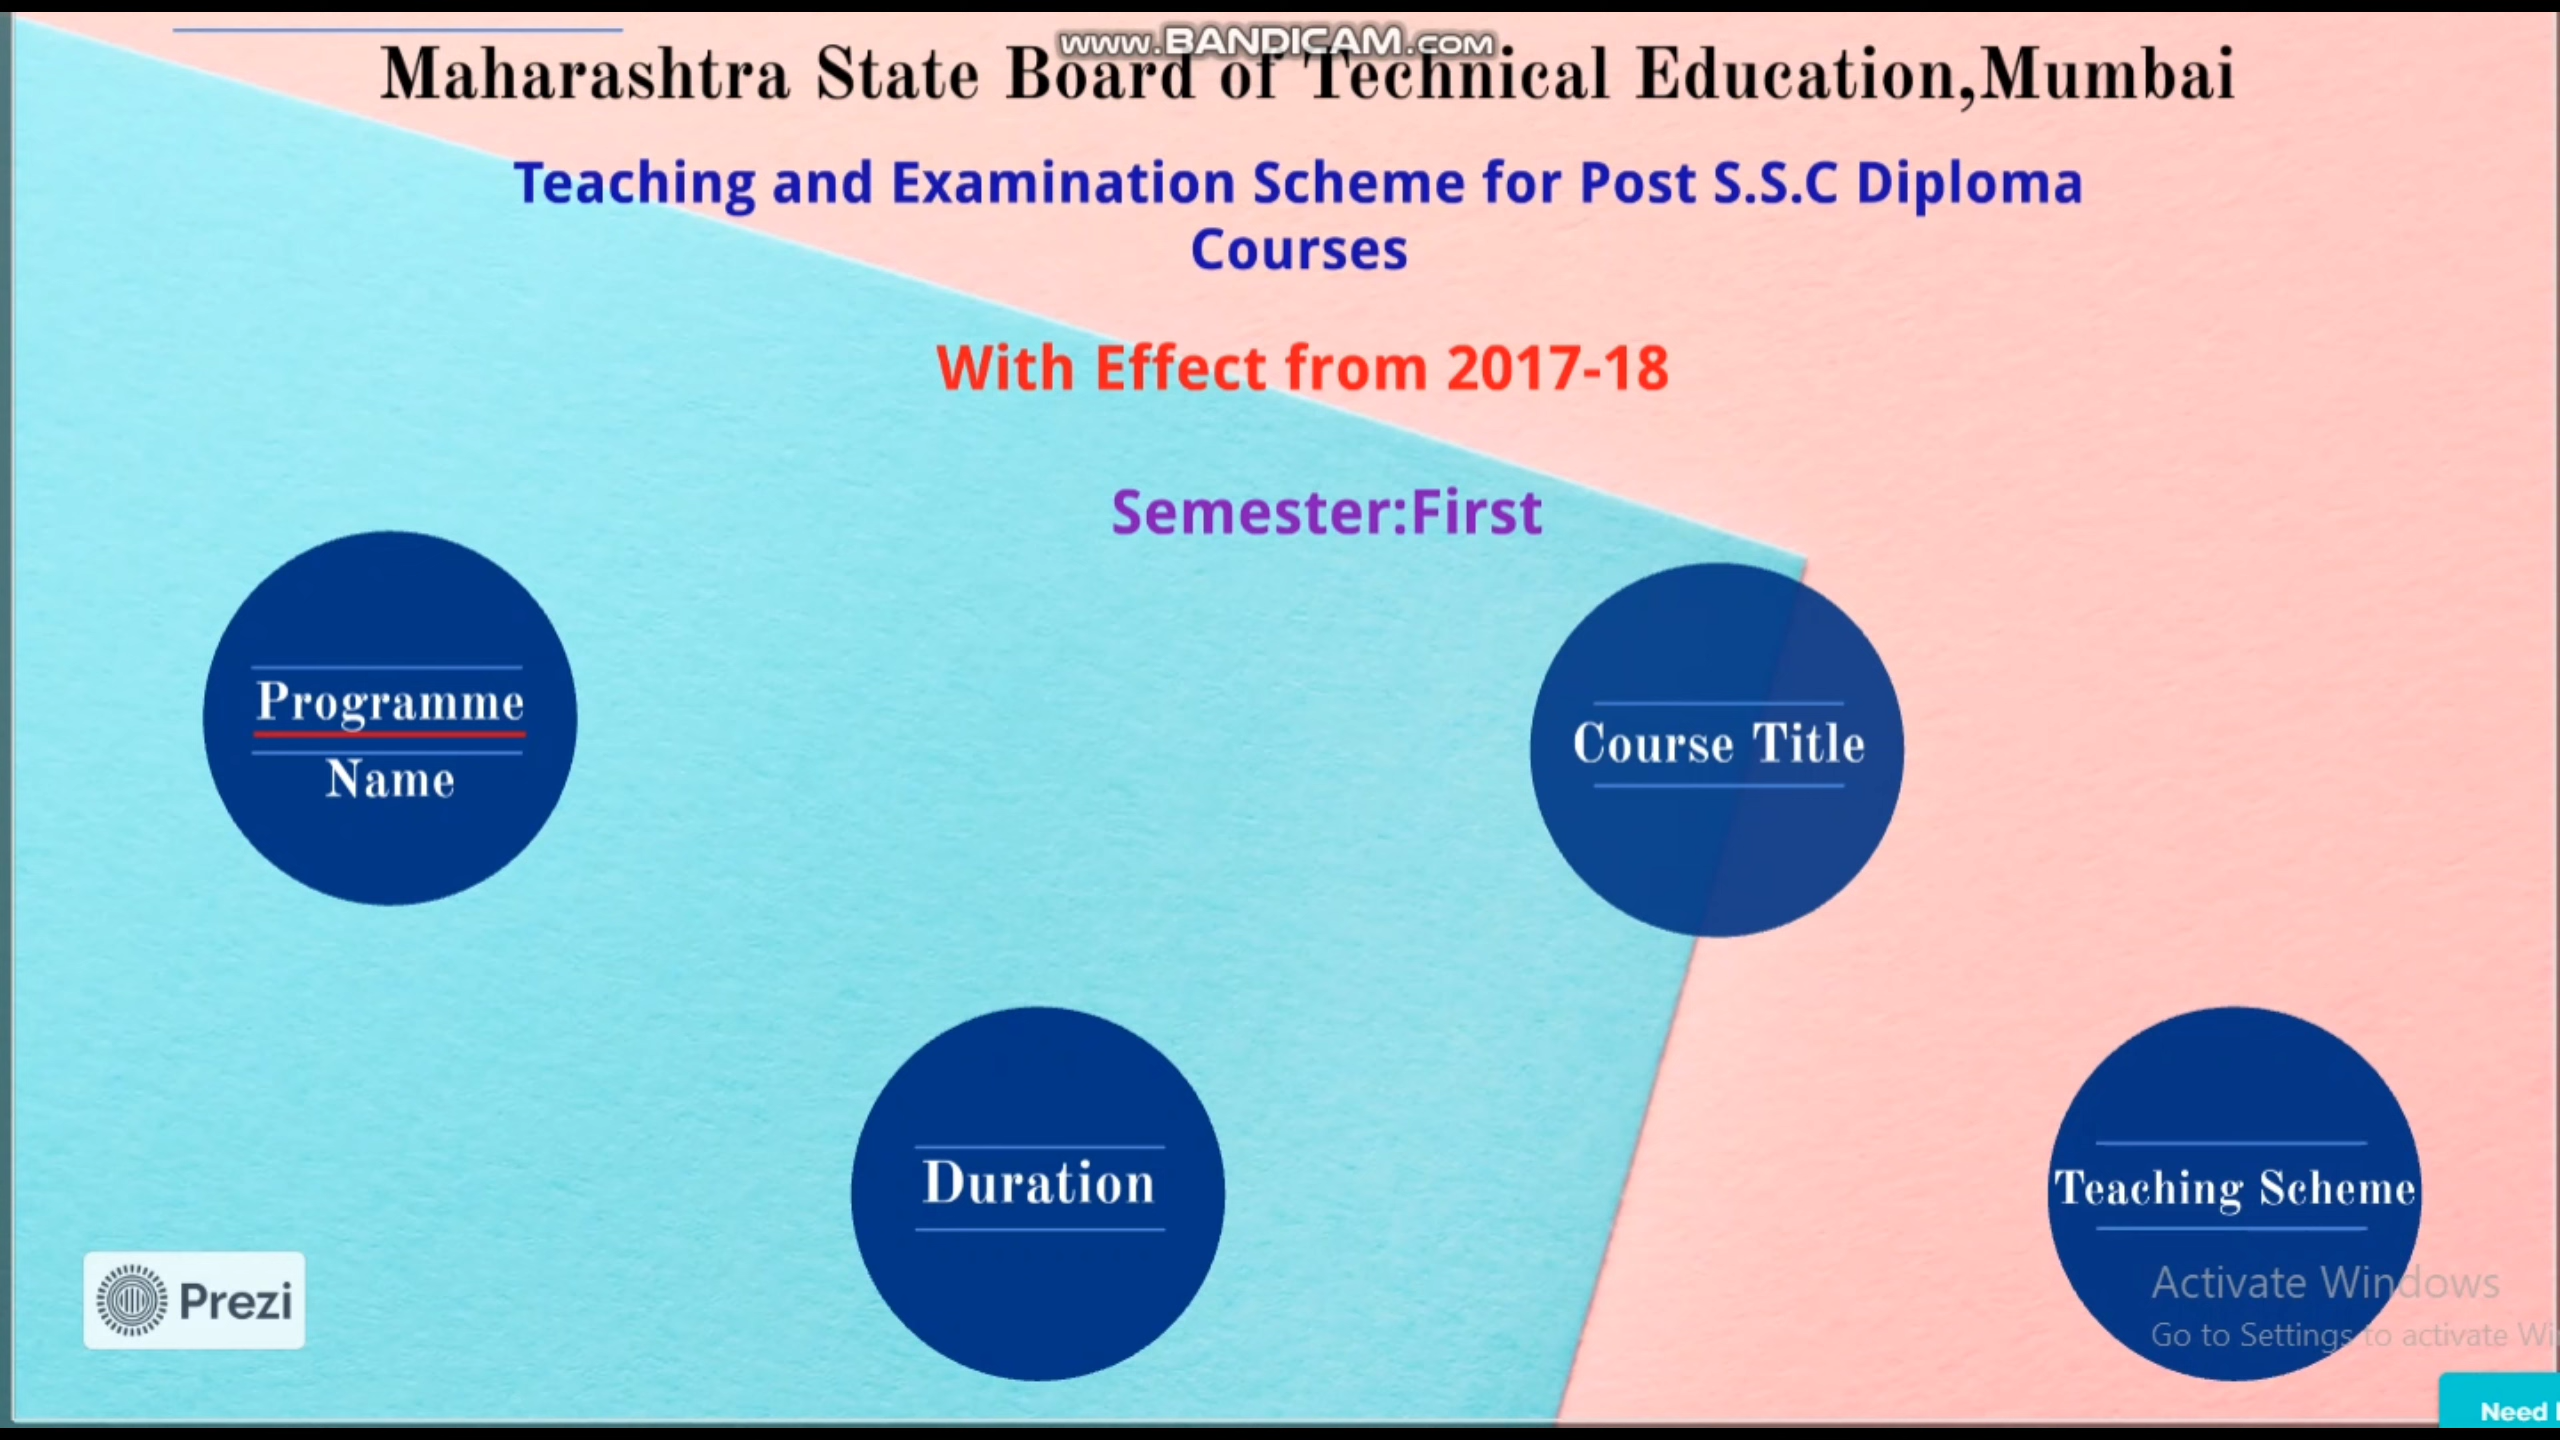 www.BANDICAM.com
Maharashtra State Board of Technical Education,Mumbai
Teaching and Examination Scheme for Post S.S.C Diploma
Courses
With Effect from 2017-18
Semester:First
Programme
Name
Course Title
Duration
Teaching Scheme
Prezi
Activate Windows
Go to Settings to activate
Need